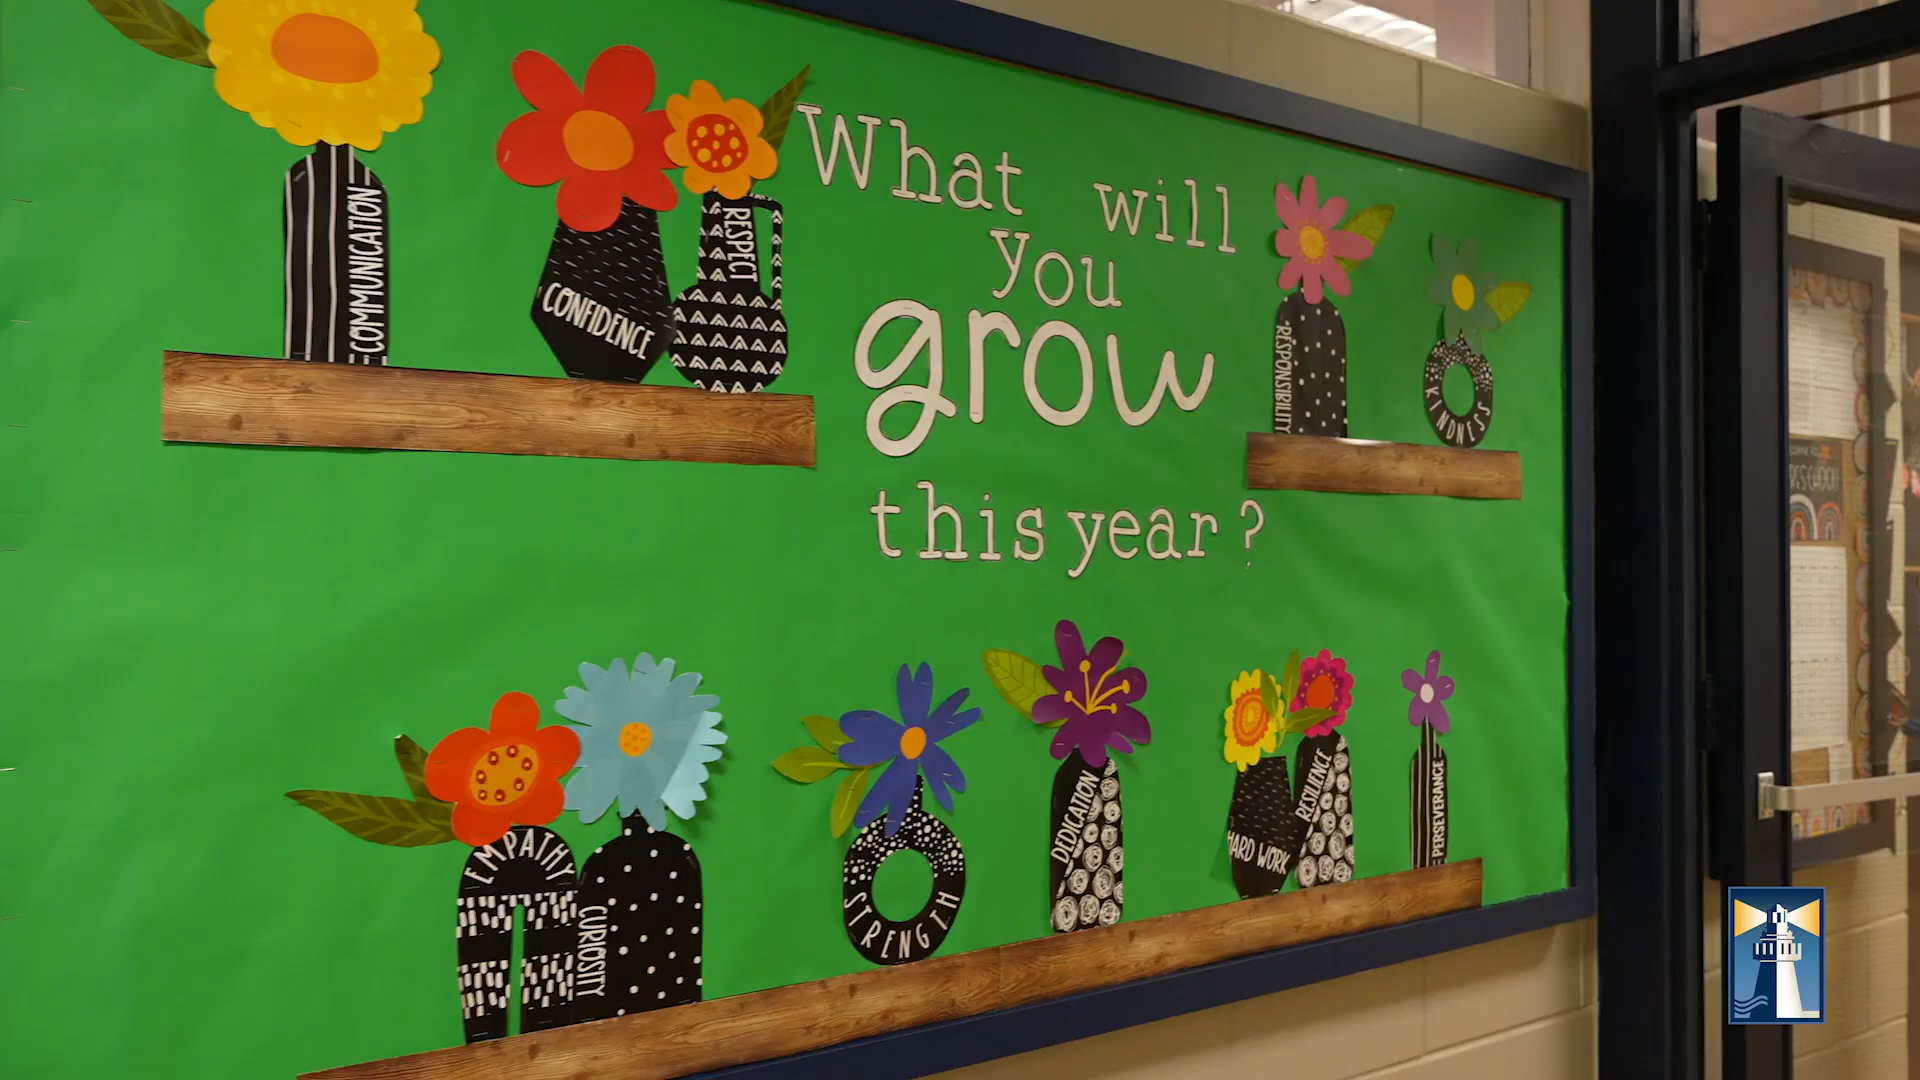 What will
you
grow
this year?
COMMUNICATION
CONFIDENCE
RESPECT
RESPONSIBILITY
KINDNESS
EMPATHY
CURIOSITY
STRENGTH
DEDICATION
HARD WORK
RESILIENCE
PERSEVERANCE